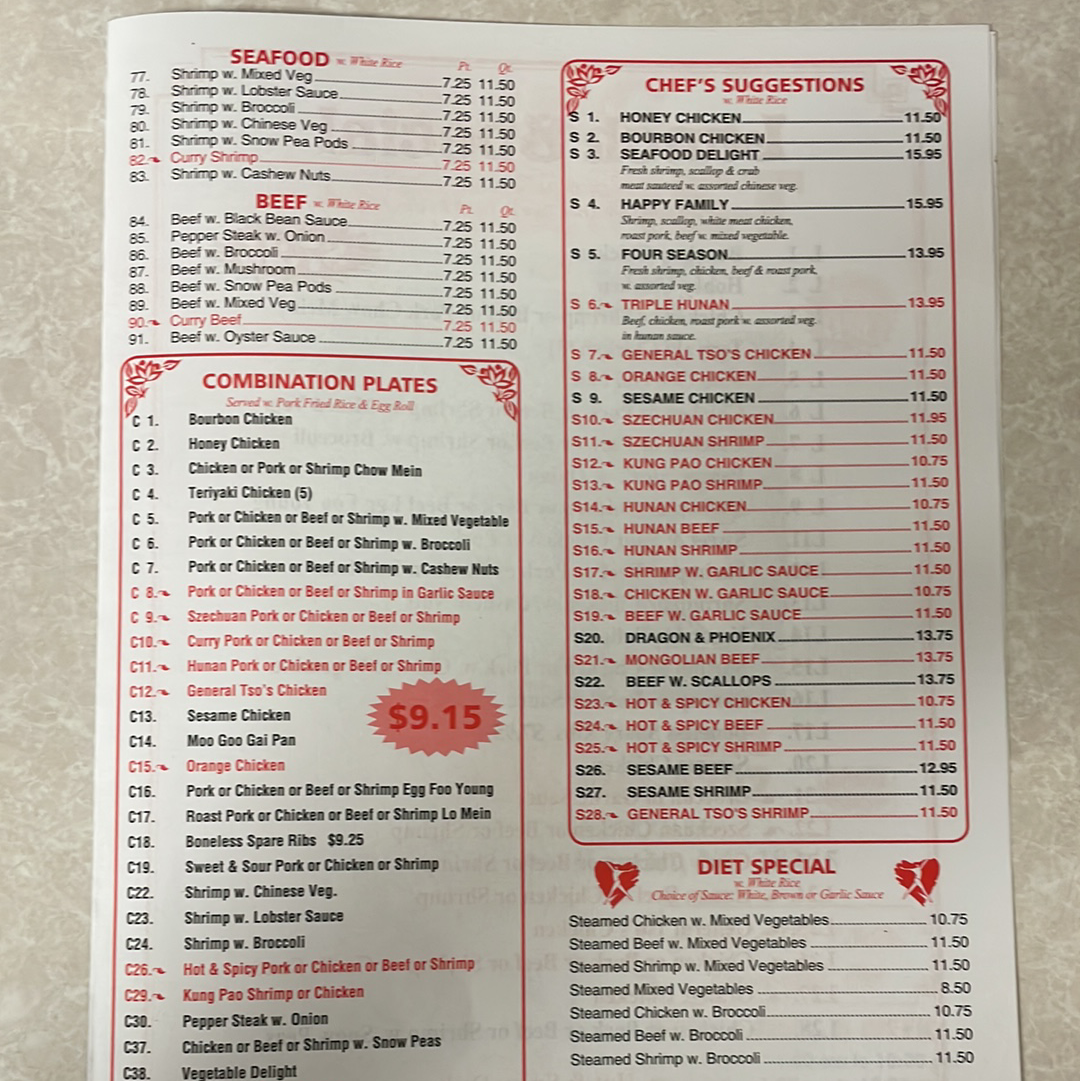 SEAFOOD w. White Rice Pt. Qt.
77. Shrimp w. Mixed Veg 7.25 11.50
78. Shrimp w. Lobster Sauce 7.25 11.50
79. Shrimp w. Broccoli 7.25 11.50
80. Shrimp w. Chinese Veg 7.25 11.50
81. Shrimp w. Snow Pea Pods 7.25 11.50
82. Curry Shrimp 7.25 11.50
83. Shrimp w. Cashew Nuts 7.25 11.50
BEEF w. White Rice Pt. Qt.
84. Beef w. Black Bean Sauce 7.25 11.50
85. Pepper Steak w. Onion 7.25 11.50
86. Beef w. Broccoli 7.25 11.50
87. Beef w. Mushroom 7.25 11.50
88. Beef w. Snow Pea Pods 7.25 11.50
89. Beef w. Mixed Veg 7.25 11.50
90. Curry Beef 7.25 11.50
91. Beef w. Oyster Sauce 7.25 11.50
COMBINATION PLATES
Served w. Pork Fried Rice & Egg Roll
C 1. Bourbon Chicken
C 2. Honey Chicken
C 3. Chicken or Pork or Shrimp Chow Mein
C 4. Teriyaki Chicken (5)
C 5. Pork or Chicken or Beef or Shrimp w. Mixed Vegetable
C 6. Pork or Chicken or Beef or Shrimp w. Broccoli
C 7. Pork or Chicken or Beef or Shrimp w. Cashew Nuts
C 8. Pork or Chicken or Beef or Shrimp in Garlic Sauce
C 9. Szechuan Pork or Chicken or Beef or Shrimp
C10. Curry Pork or Chicken or Beef or Shrimp
C11. Hunan Pork or Chicken or Beef or Shrimp
C12. General Tso's Chicken
C13. Sesame Chicken
C14. Moo Goo Gai Pan
$9.15
C15. Orange Chicken
C16. Pork or Chicken or Beef or Shrimp Egg Foo Young
C17. Roast Pork or Chicken or Beef or Shrimp Lo Mein
C18. Boneless Spare Ribs $9.25
C19. Sweet & Sour Pork or Chicken or Shrimp
C22. Shrimp w. Chinese Veg.
C23. Shrimp w. Lobster Sauce
C24. Shrimp w. Broccoli
C26. Hot & Spicy Pork or Chicken or Beef or Shrimp
C29. Kung Pao Shrimp or Chicken
C30. Pepper Steak w. Onion
C37. Chicken or Beef or Shrimp w. Snow Peas
C38. Vegetable Delight
CHEF'S SUGGESTIONS
w. White Rice
S 1. HONEY CHICKEN 11.50
S 2. BOURBON CHICKEN 11.50
S 3. SEAFOOD DELIGHT 15.95
Fresh shrimp, scallop & crab
meat sauteed w. assorted chinese veg.
S 4. HAPPY FAMILY 15.95
Shrimp, scallop, white meat chicken,
roast pork, beef w. mixed vegetable.
S 5. FOUR SEASON 13.95
Fresh shrimp, chicken, beef & roast pork,
w. assorted veg.
S 6. TRIPLE HUNAN 13.95
Beef, chicken, roast pork w. assorted veg.
in hunan sauce.
S 7. GENERAL TSO'S CHICKEN 11.50
S 8. ORANGE CHICKEN 11.50
S 9. SESAME CHICKEN 11.50
S10. SZECHUAN CHICKEN 11.95
S11. SZECHUAN SHRIMP 11.50
S12. KUNG PAO CHICKEN 10.75
S13. KUNG PAO SHRIMP 11.50
S14. HUNAN CHICKEN 10.75
S15. HUNAN BEEF 11.50
S16. HUNAN SHRIMP 11.50
S17. SHRIMP W. GARLIC SAUCE 11.50
S18. CHICKEN W. GARLIC SAUCE 10.75
S19. BEEF W. GARLIC SAUCE 11.50
S20. DRAGON & PHOENIX 13.75
S21. MONGOLIAN BEEF 13.75
S22. BEEF W. SCALLOPS 13.75
S23. HOT & SPICY CHICKEN 10.75
S24. HOT & SPICY BEEF 11.50
S25. HOT & SPICY SHRIMP 11.50
S26. SESAME BEEF 12.95
S27. SESAME SHRIMP 11.50
S28. GENERAL TSO'S SHRIMP 11.50
DIET SPECIAL
w. White Rice
Choice of Sauce: White, Brown or Garlic Sauce
Steamed Chicken w. Mixed Vegetables 10.75
Steamed Beef w. Mixed Vegetables 11.50
Steamed Shrimp w. Mixed Vegetables 11.50
Steamed Mixed Vegetables 8.50
Steamed Chicken w. Broccoli 10.75
Steamed Beef w. Broccoli 11.50
Steamed Shrimp w. Broccoli 11.50